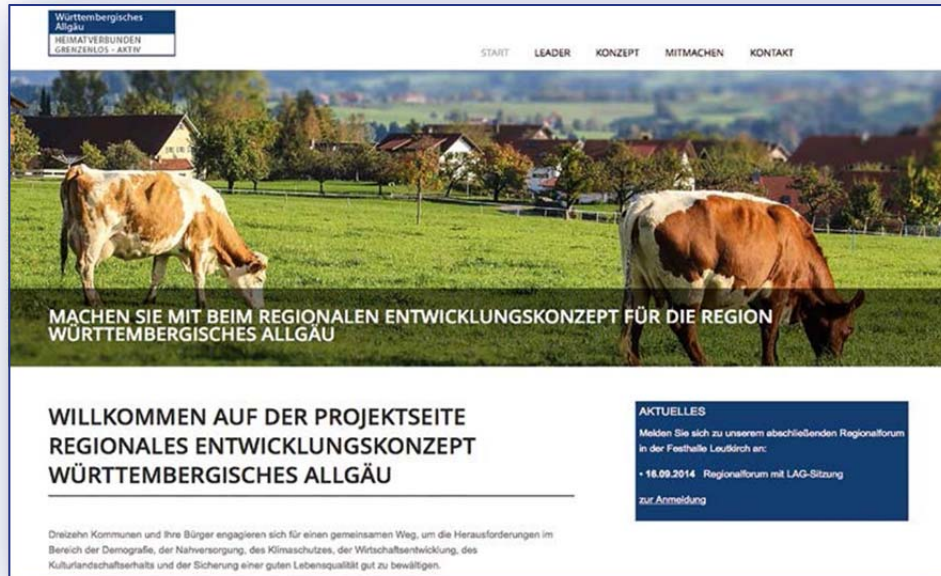 Württembergisches
Allgäu
HEIMATVERBUNDEN
GRENZENLOS - AKTIV
START LEADER KONZEPT MITMACHEN KONTAKT
MACHEN SIE MIT BEIM REGIONALEN ENTWICKLUNGSKONZEPT FÜR DIE REGION
WÜRTTEMBERGISCHES ALLGÄU
WILLKOMMEN AUF DER PROJEKTSEITE
REGIONALES ENTWICKLUNGSKONZEPT
WÜRTTEMBERGISCHES ALLGÄU
Dreizehn Kommunen und Ihre Bürger engagieren sich für einen gemeinsamen Weg, um die Herausforderungen im
Bereich der Demografie, der Nahversorgung, des Klimaschutzes, der Wirtschaftsentwicklung, des
Kulturlandschaftserhalts und der Sicherung einer guten Lebensqualität gut zu bewältigen.
AKTUELLES
Melden Sie sich zu unserem abschließenden Regionalforum
in der Festhalle Leutkirch an:
• 16.09.2014 Regionalforum mit LAG-Sitzung
zur Anmeldung